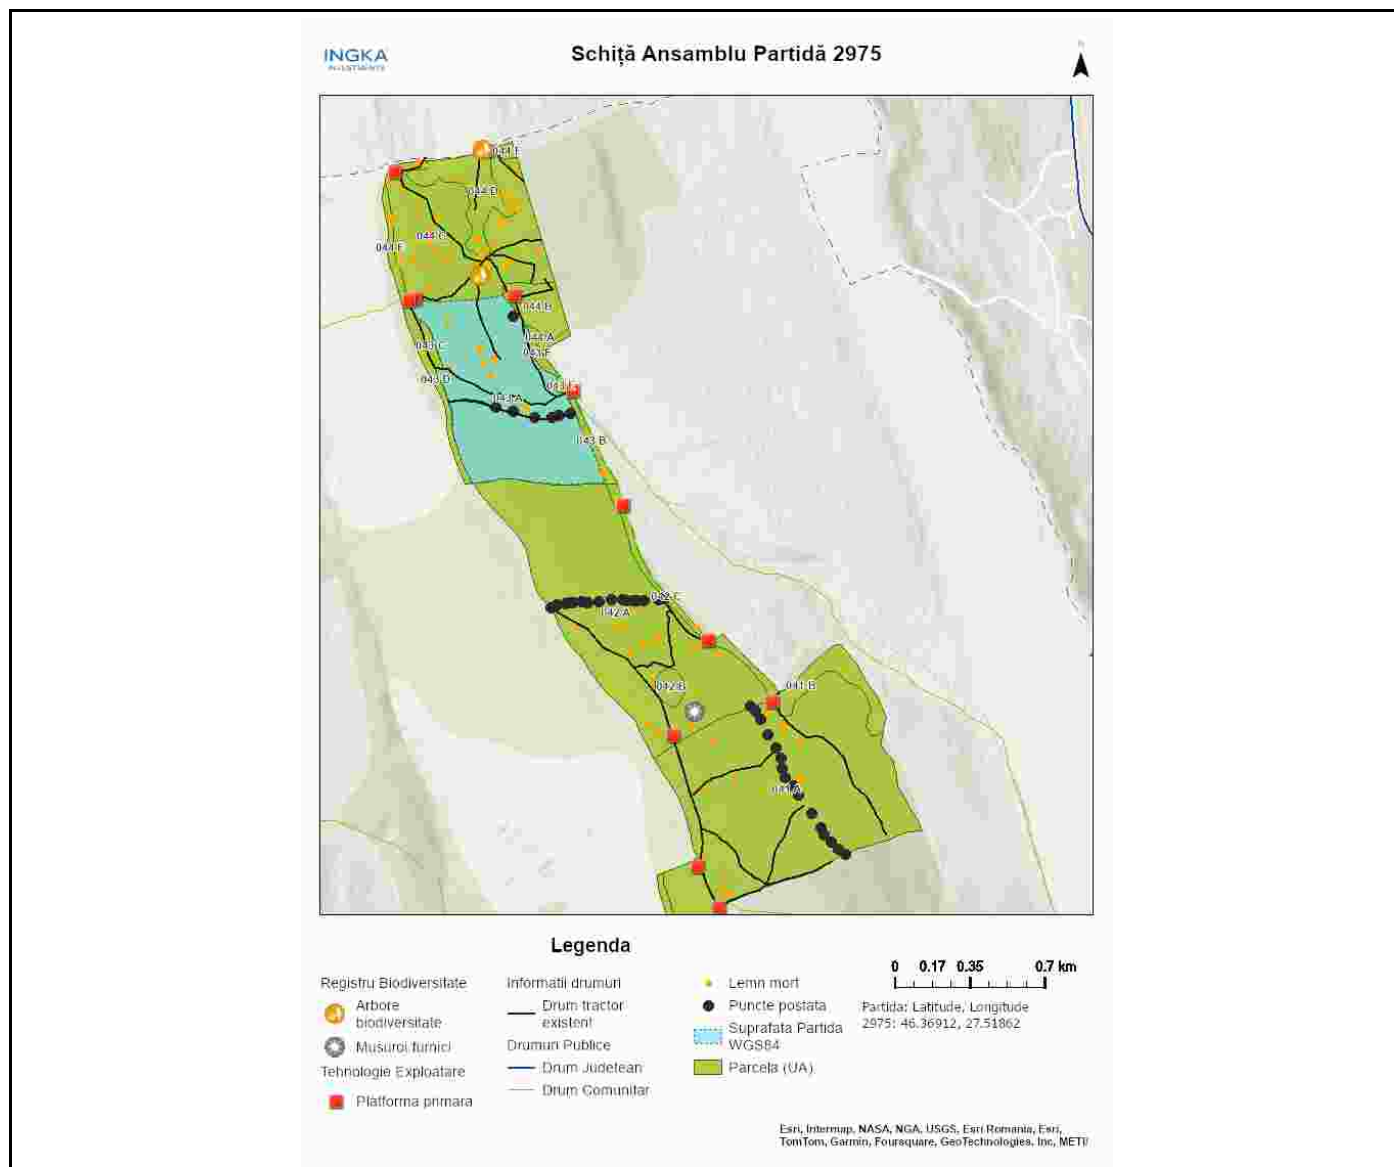 INGKA
INVESTMENTS
Schiță Ansamblu Partidă 2975
N
044 E
044 D
044 C
044 F
044 B
044 A
043 F
043 C
043 D
043 A
043 B
042 C
042 A
042 B
041 B
041 A
Legenda
Registru Biodiversitate
Arbore
biodiversitate
Musuroi furnici
Tehnologie Exploatare
Platforma primara
Informatii drumuri
Drum tractor
existent
Drumuri Publice
Drum Judetean
Drum Comunitar
Lemn mort
Puncte postata
Suprafata Partida
WGS84
Parcela (UA)
0 0.17 0.35 0.7 km
Partida: Latitude, Longitude
2975: 46.36912, 27.51862
Esri, Intermap, NASA, NGA, USGS, Esri Romania, Esri,
TomTom, Garmin, Foursquare, GeoTechnologies, Inc, METI/